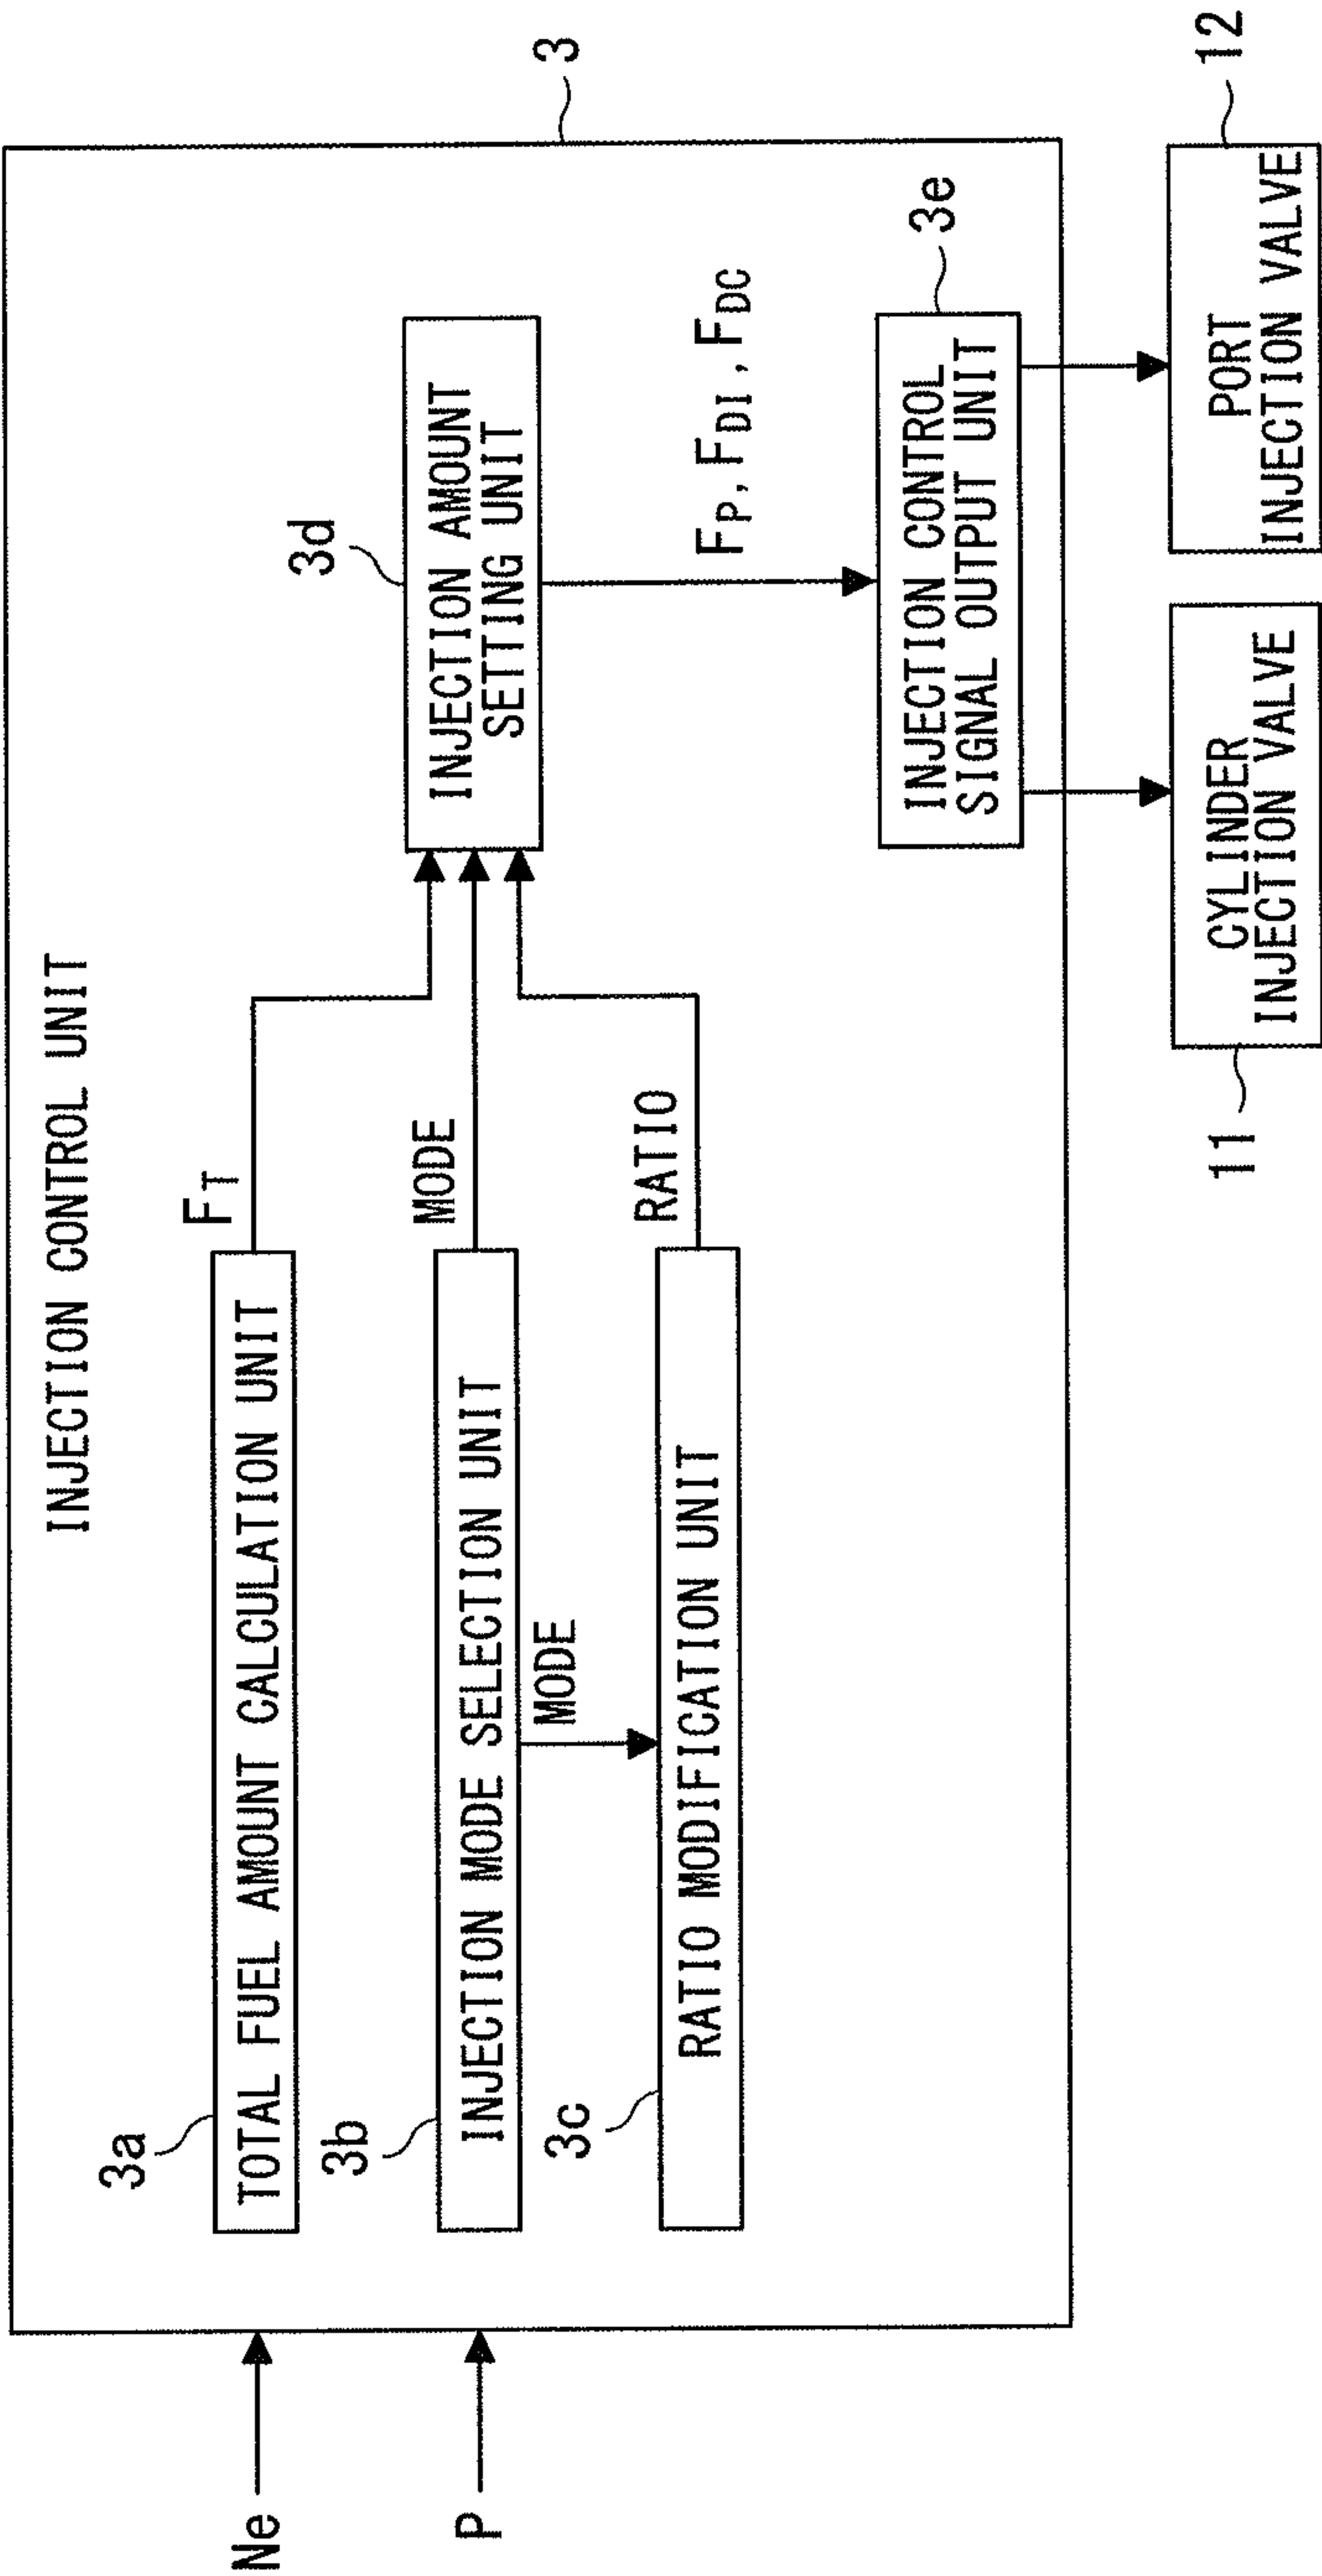 INJECTION CONTROL UNIT
3
Ne
P
3a
TOTAL FUEL AMOUNT CALCULATION UNIT
F_T
3b
INJECTION MODE SELECTION UNIT
MODE
MODE
3c
RATIO MODIFICATION UNIT
RATIO
3d
INJECTION AMOUNT
SETTING UNIT
F_P, F_DI, F_DC
3e
INJECTION CONTROL
SIGNAL OUTPUT UNIT
11
CYLINDER
INJECTION VALVE
12
PORT
INJECTION VALVE